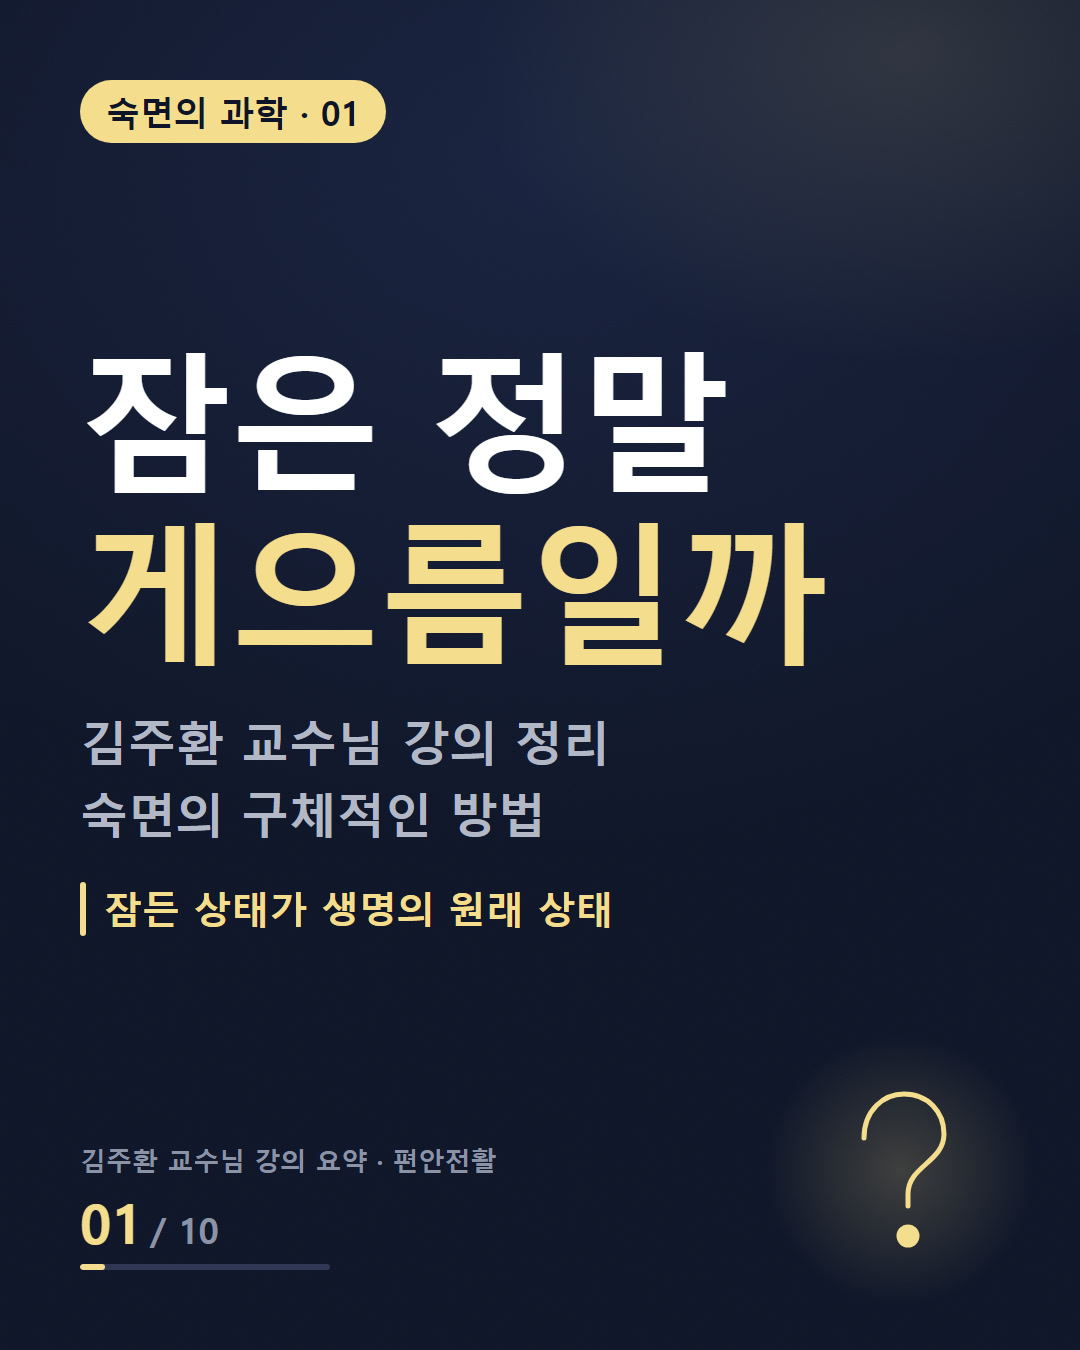 숙면의 과학 · 01
잠은 정말
게으름일까
김주환 교수님 강의 정리
숙면의 구체적인 방법
잠든 상태가 생명의 원래 상태
김주환 교수님 강의 요약 · 편안전활
01 / 10
?